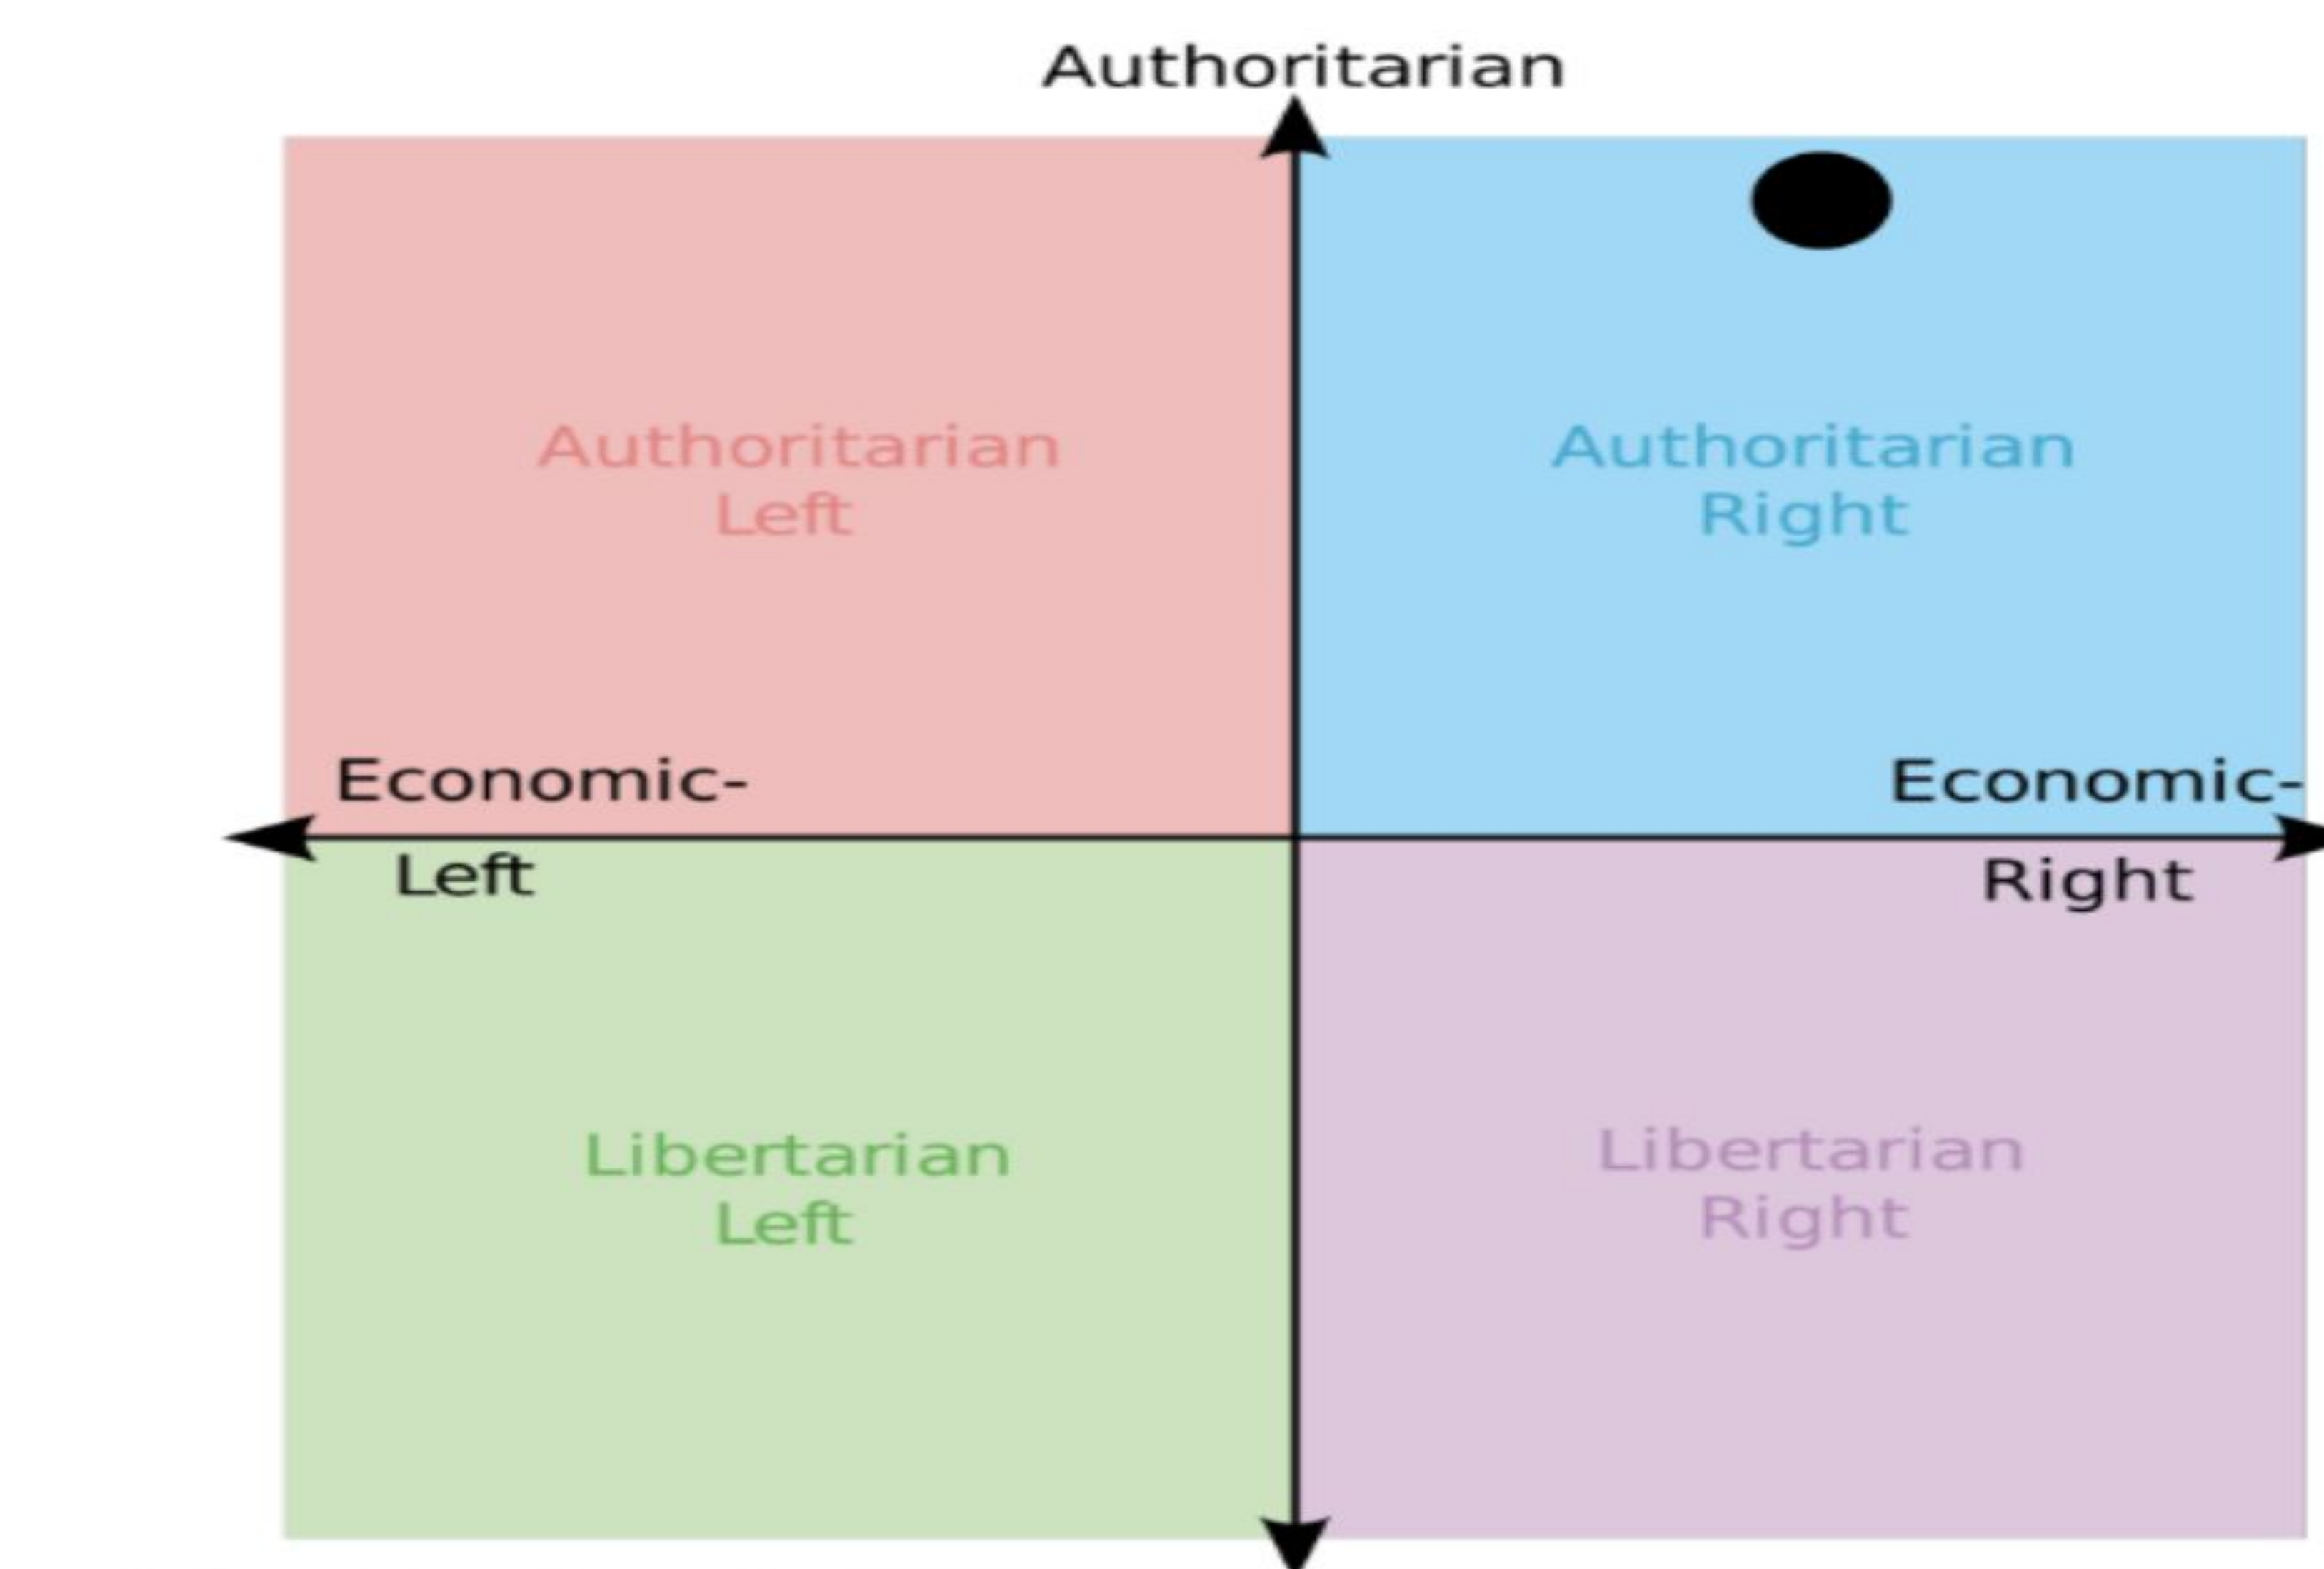 Authoritarian
Authoritarian
Left
Authoritarian
Right
Economic-
Left
Economic-
Right
Libertarian
Left
Libertarian
Right